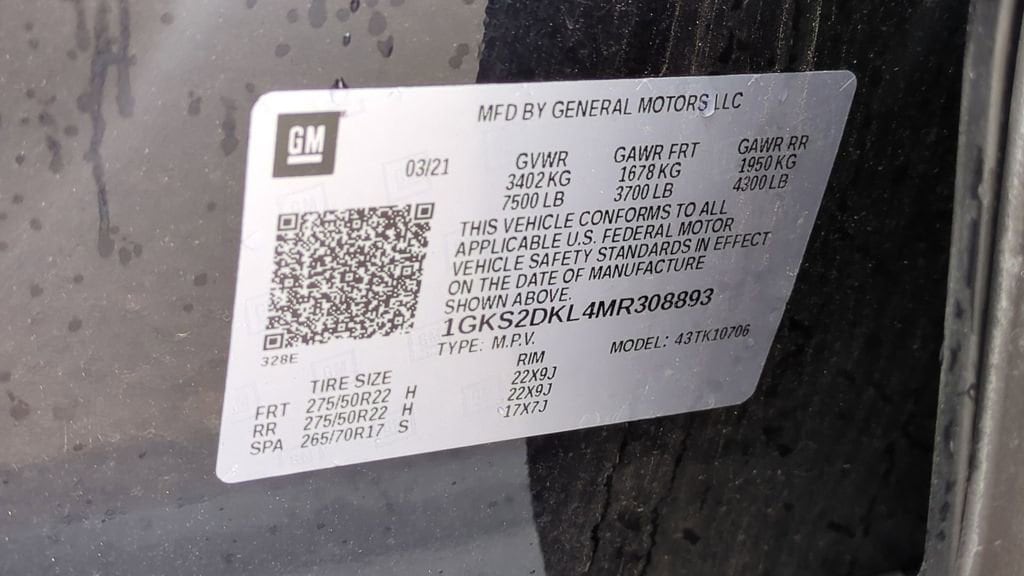 GM
MFD BY GENERAL MOTORS LLC
03/21
GVWR GAWR FRT GAWR RR
3402 KG 1678 KG 1950 KG
7500 LB 3700 LB 4300 LB
THIS VEHICLE CONFORMS TO ALL
APPLICABLE U.S. FEDERAL MOTOR
VEHICLE SAFETY STANDARDS IN EFFECT
ON THE DATE OF MANUFACTURE
SHOWN ABOVE.
1GKS2DKL4MR308893
TYPE: M.P.V. MODEL: 43TK10706
328E
TIRE SIZE RIM
FRT 275/50R22 H 22X9J
RR 275/50R22 H 22X9J
SPA 265/70R17 S 17X7J